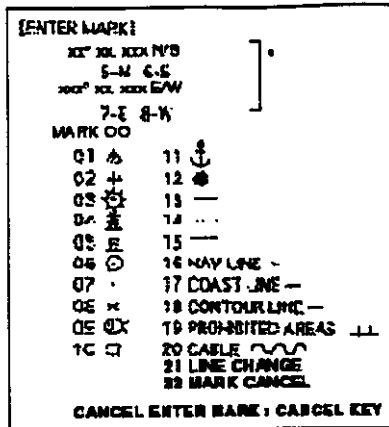 [ENTER MARK]
xx° xx. xxx N/S
5-N 6-S
xxx° xx. xxx E/W
7-E 8-W
MARK OO
01 11
02 12
03 13
04 14
05 15
06 16 NAV LINE
07 17 COAST LINE
08 18 CONTOUR LINE
09 19 PROHIBITED AREAS
10 20 CABLE
21 LINE CHANGE
22 MARK CANCEL
CANCEL ENTER MARK : CANCEL KEY